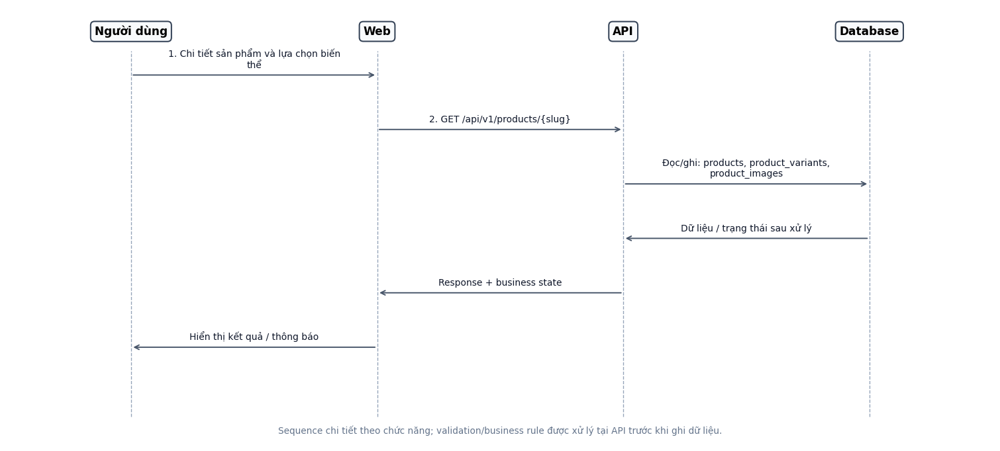 Người dùng
Web
API
Database
1. Chi tiết sản phẩm và lựa chọn biến
thể
2. GET /api/v1/products/{slug}
Đọc/ghi: products, product_variants,
product_images
Dữ liệu / trạng thái sau xử lý
Response + business state
Hiển thị kết quả / thông báo
Sequence chi tiết theo chức năng; validation/business rule được xử lý tại API trước khi ghi dữ liệu.